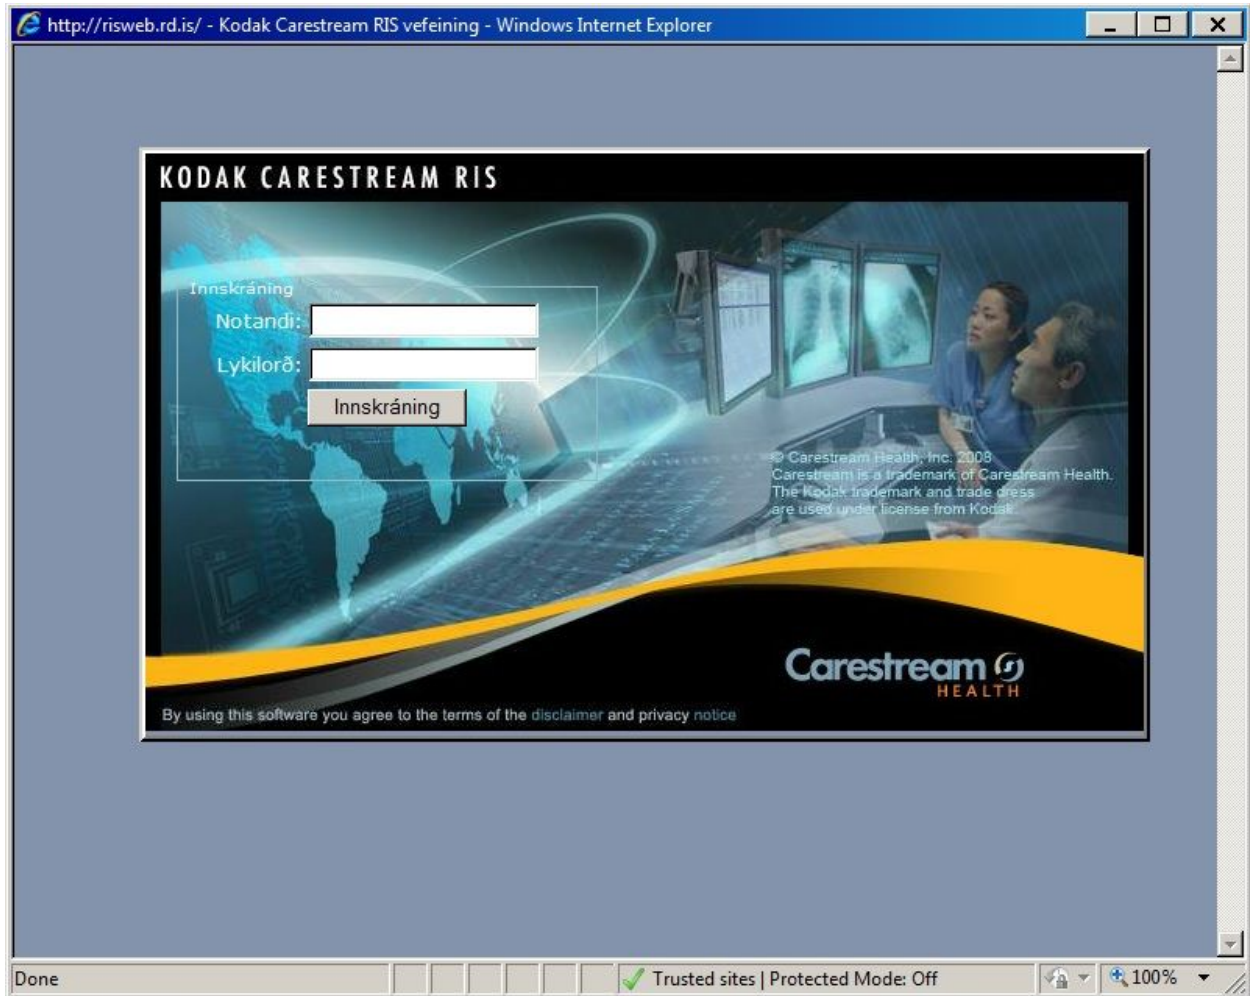 http://risweb.rd.is/ - Kodak Carestream RIS vefeining - Windows Internet Explorer
KODAK CARESTREAM RIS
Innskráning
Notandi:
Lykilorð:
Innskráning
© Carestream Health, Inc. 2008
Carestream is a trademark of Carestream Health.
The Kodak trademark and trade dress
are used under license from Kodak.
Carestream
HEALTH
By using this software you agree to the terms of the disclaimer and privacy notice
Done
Trusted sites | Protected Mode: Off
100%